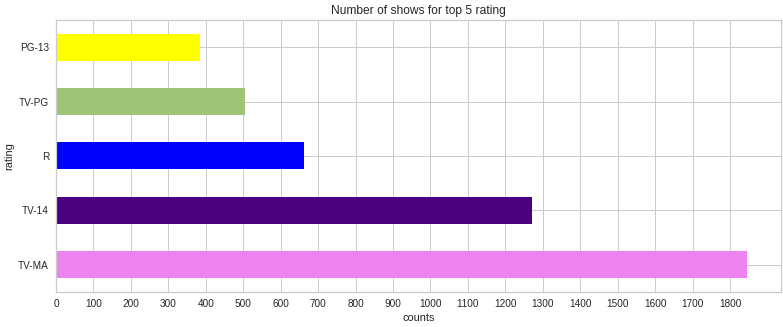 Number of shows for top 5 rating
PG-13
TV-PG
R
TV-14
TV-MA
rating
0 100 200 300 400 500 600 700 800 900 1000 1100 1200 1300 1400 1500 1600 1700 1800
counts